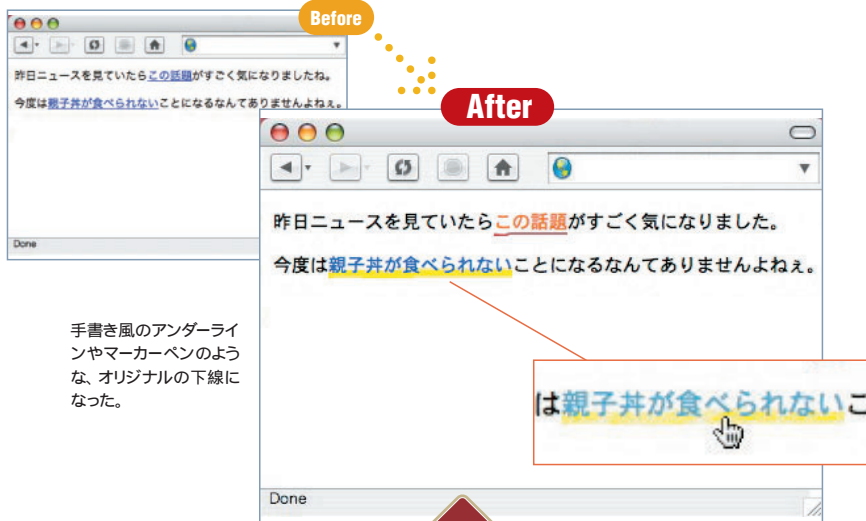 Before
昨日ニュースを見ていたらこの話題がすごく気になりましたね。
今度は親子丼が食べられないことになるなんてありませんよねぇ。
Done
After
昨日ニュースを見ていたらこの話題がすごく気になりました。
今度は親子丼が食べられないことになるなんてありませんよねぇ。
は親子丼が食べられないこ
Done
手書き風のアンダーライ
ンやマーカーペンのよう
な、オリジナルの下線に
なった。